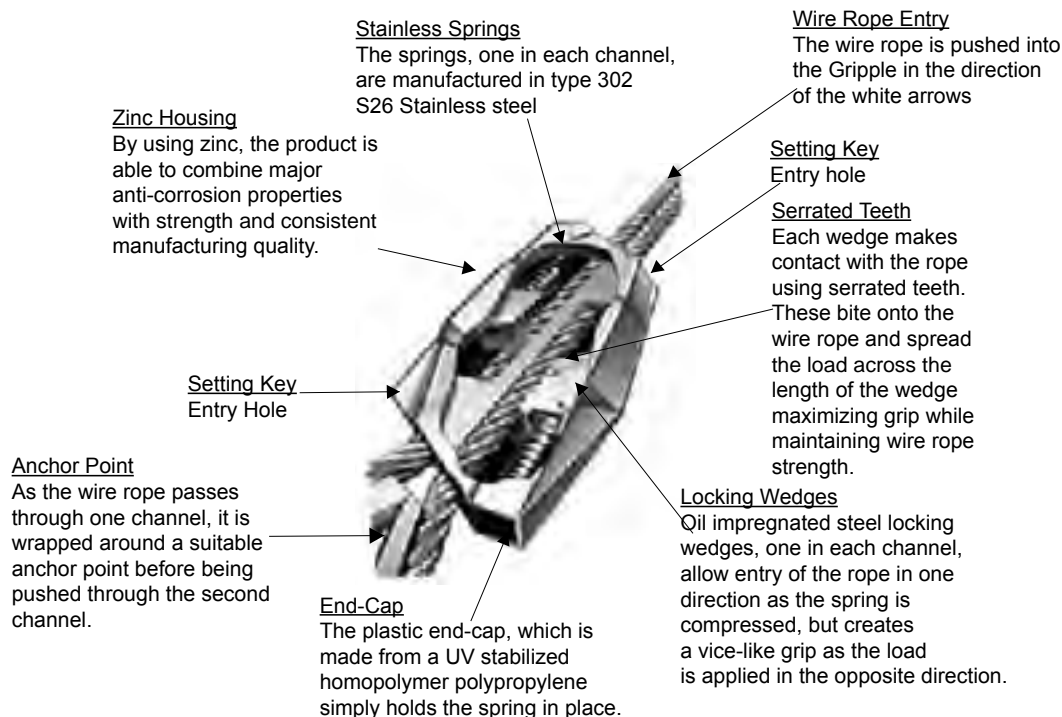 Stainless Springs
The springs, one in each channel,
are manufactured in type 302
S26 Stainless steel
Wire Rope Entry
The wire rope is pushed into
the Gripple in the direction
of the white arrows
Zinc Housing
By using zinc, the product is
able to combine major
anti-corrosion properties
with strength and consistent
manufacturing quality.
Setting Key
Entry hole
Serrated Teeth
Each wedge makes
contact with the rope
using serrated teeth.
These bite onto the
wire rope and spread
the load across the
length of the wedge
maximizing grip while
maintaining wire rope
strength.
Setting Key
Entry Hole
Anchor Point
As the wire rope passes
through one channel, it is
wrapped around a suitable
anchor point before being
pushed through the second
channel.
Locking Wedges
Oil impregnated steel locking
wedges, one in each channel,
allow entry of the rope in one
direction as the spring is
compressed, but creates
a vice-like grip as the load
is applied in the opposite direction.
End-Cap
The plastic end-cap, which is
made from a UV stabilized
homopolymer polypropylene
simply holds the spring in place.